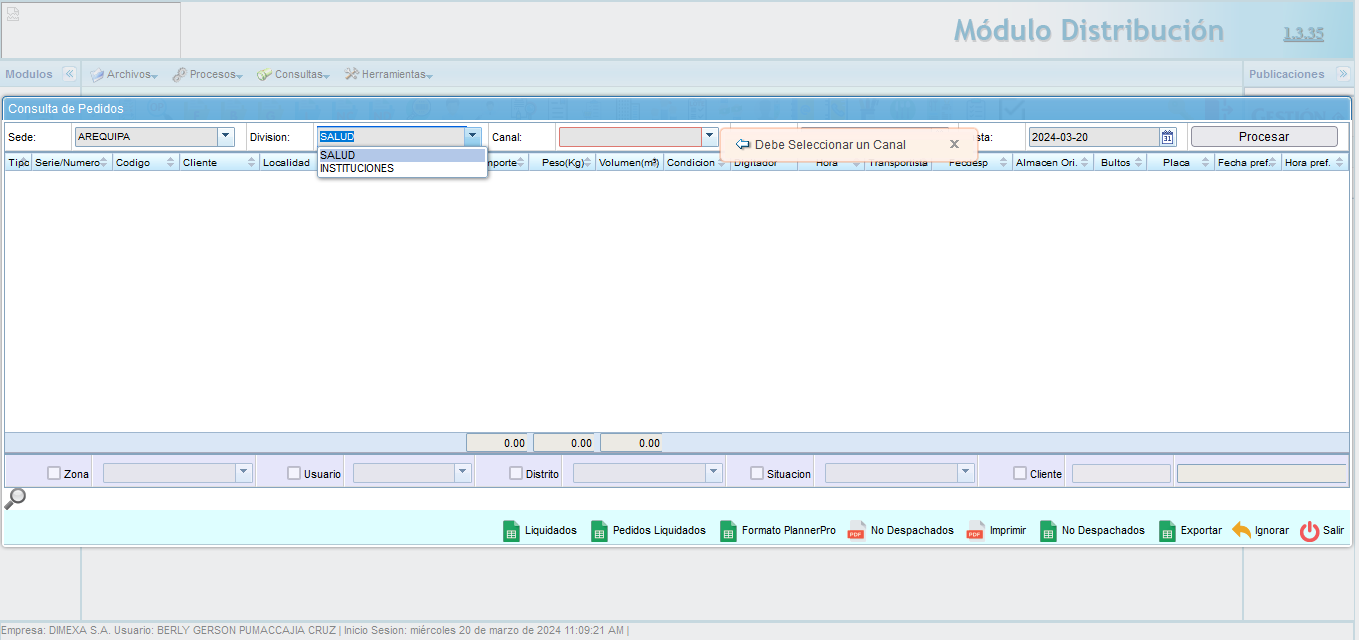 Módulo Distribución
1.3.35
Modulos
Archivos
Procesos
Consultas
Herramientas
Publicaciones
Consulta de Pedidos
Sede:
AREQUIPA
Division:
SALUD
Canal:
Debe Seleccionar un Canal
x
sta:
2024-03-20
31
Procesar
SALUD
INSTITUCIONES
Tipo
Serie/Numero
Codigo
Cliente
Localidad
mporte
Peso(Kg)
Volumen(m³)
Condicion
Digitador
Hora
Transportista
Fecdesp
Almacen Ori.
Bultos
Placa
Fecha pref.
Hora pref.
0.00
0.00
0.00
Zona
Usuario
Distrito
Situacion
Cliente
Liquidados
Pedidos Liquidados
Formato PlannerPro
PDF
No Despachados
PDF
Imprimir
No Despachados
Exportar
Ignorar
Salir
Empresa: DIMEXA S.A. Usuario: BERLY GERSON PUMACCAJIA CRUZ | Inicio Sesion: miércoles 20 de marzo de 2024 11:09:21 AM |